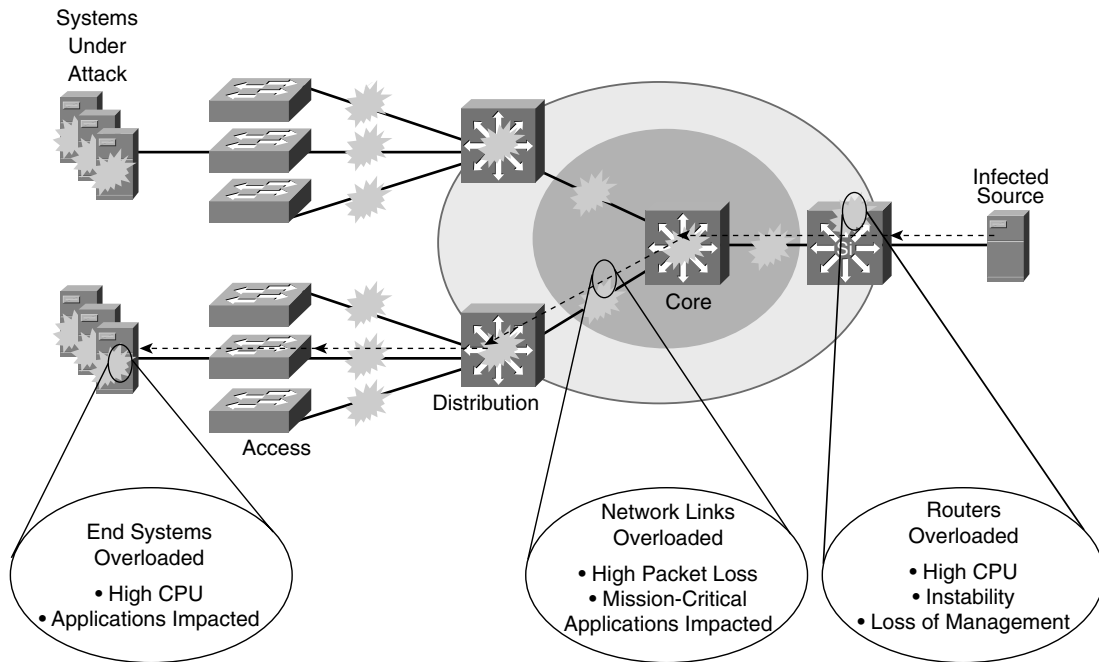 Systems
Under
Attack
Infected
Source
Si
Core
Distribution
Access
End Systems
Overloaded
• High CPU
• Applications Impacted
Network Links
Overloaded
• High Packet Loss
• Mission-Critical
Applications Impacted
Routers
Overloaded
• High CPU
• Instability
• Loss of Management